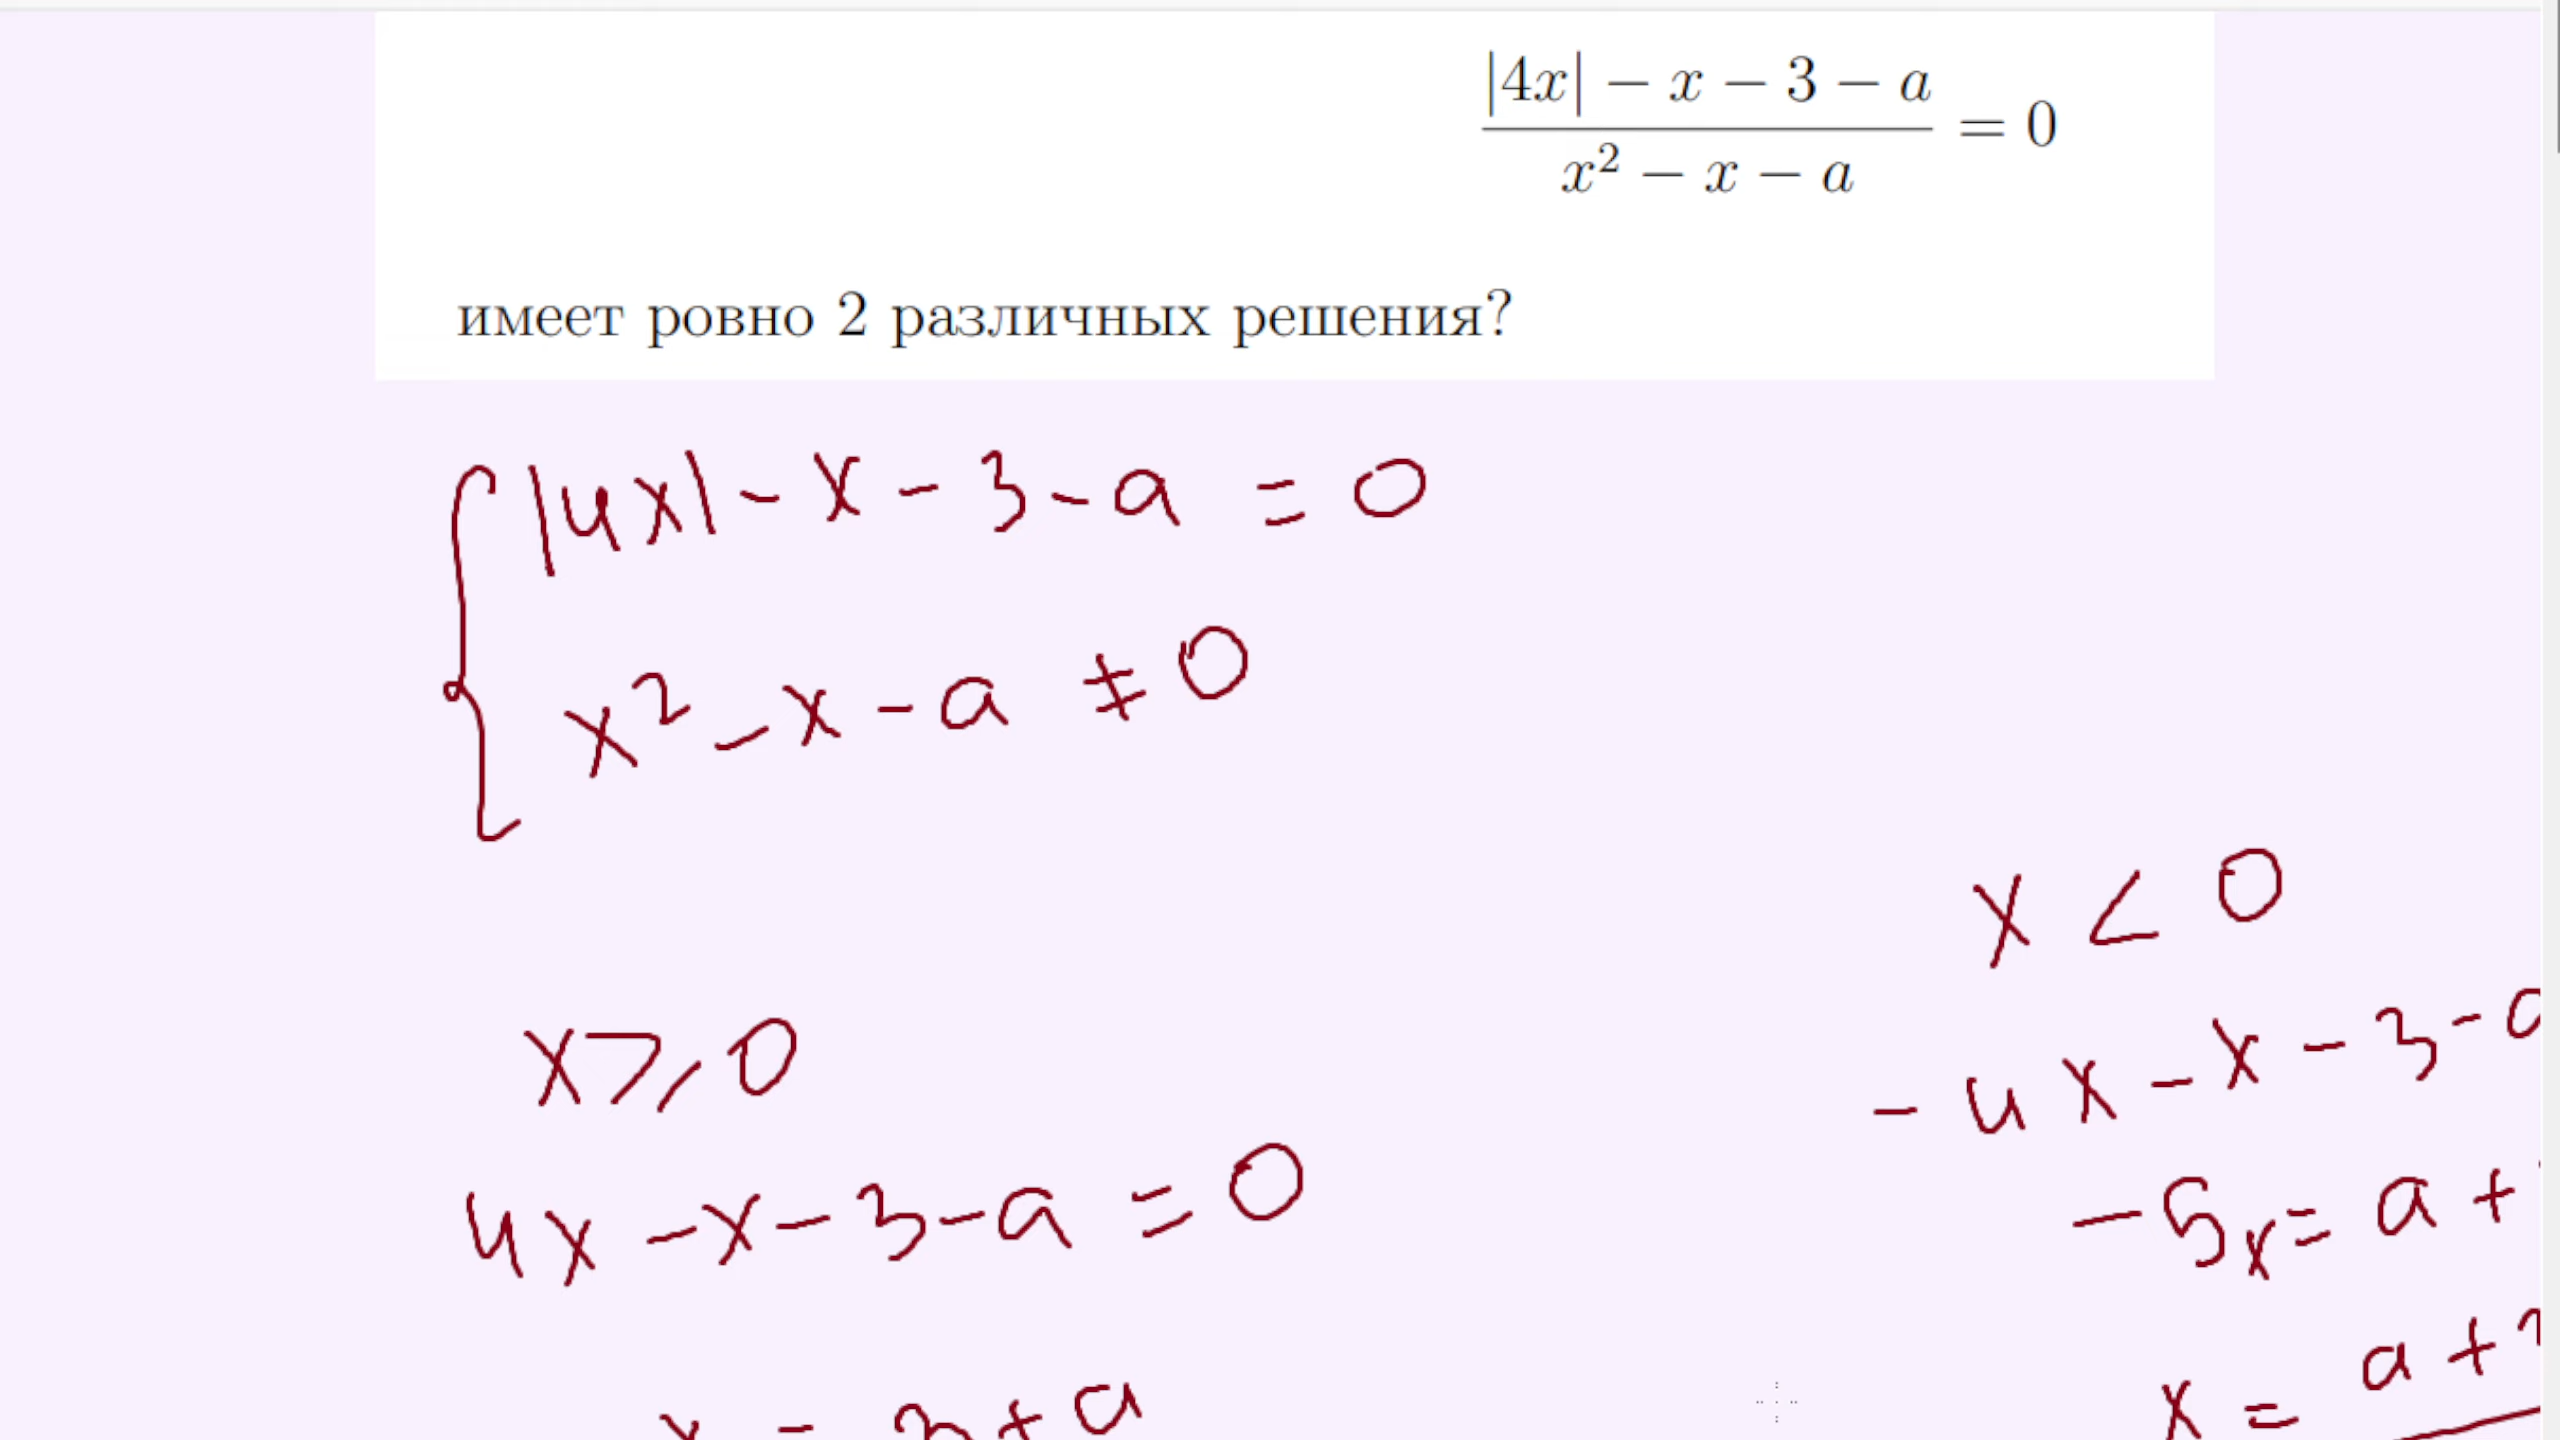 |4x| − x − 3 − a
x² − x − a
= 0
имеет ровно 2 различных решения?
|4x| - x - 3 - a = 0
x² - x - a ≠ 0
x ⩾ 0
4x - x - 3 - a = 0
x = 3 + a
x < 0
- 4x - x - 3 - a
- 5x = a +
x = a +